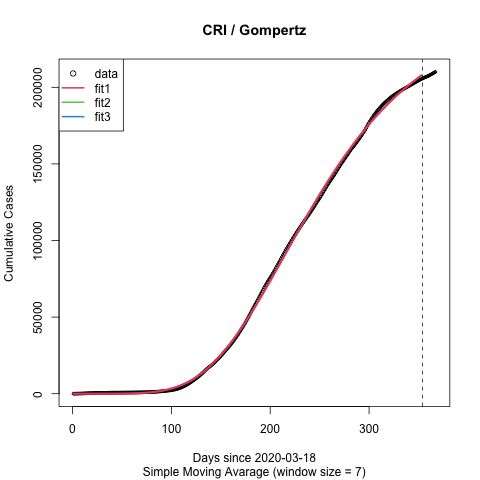 CRI / Gompertz
data
fit1
fit2
fit3
Cumulative Cases
0
50000
100000
150000
200000
0
100
200
300
Days since 2020-03-18
Simple Moving Avarage (window size = 7)